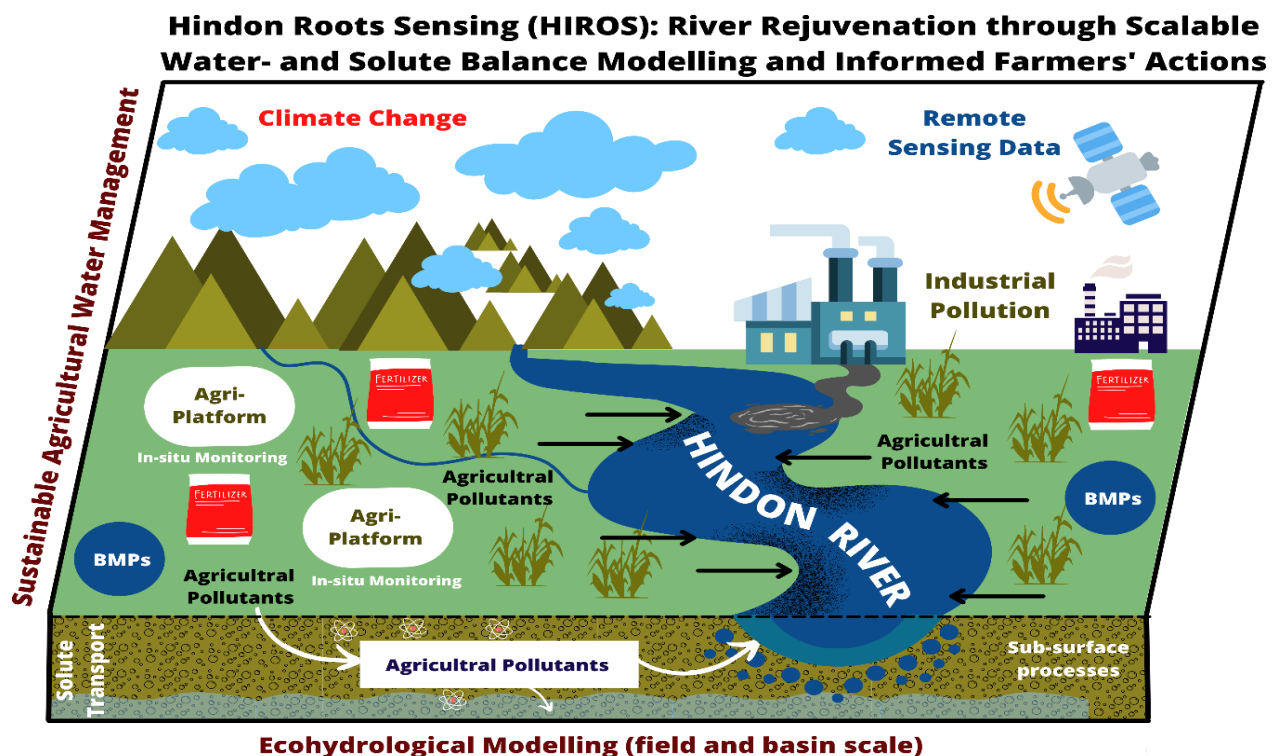 Hindon Roots Sensing (HIROS): River Rejuvenation through Scalable
Water- and Solute Balance Modelling and Informed Farmers' Actions
Sustainable Agricultural Water Management
Climate Change
Remote
Sensing Data
Industrial
Pollution
Agri-
Platform
In-situ Monitoring
FERTILIZER
FERTILIZER
Agricultral
Pollutants
Agricultral
Pollutants
HINDON RIVER
FERTILIZER
Agri-
Platform
In-situ Monitoring
BMPs
BMPs
Agricultral
Pollutants
Solute
Transport
Agricultral Pollutants
Sub-surface
processes
Ecohydrological Modelling (field and basin scale)